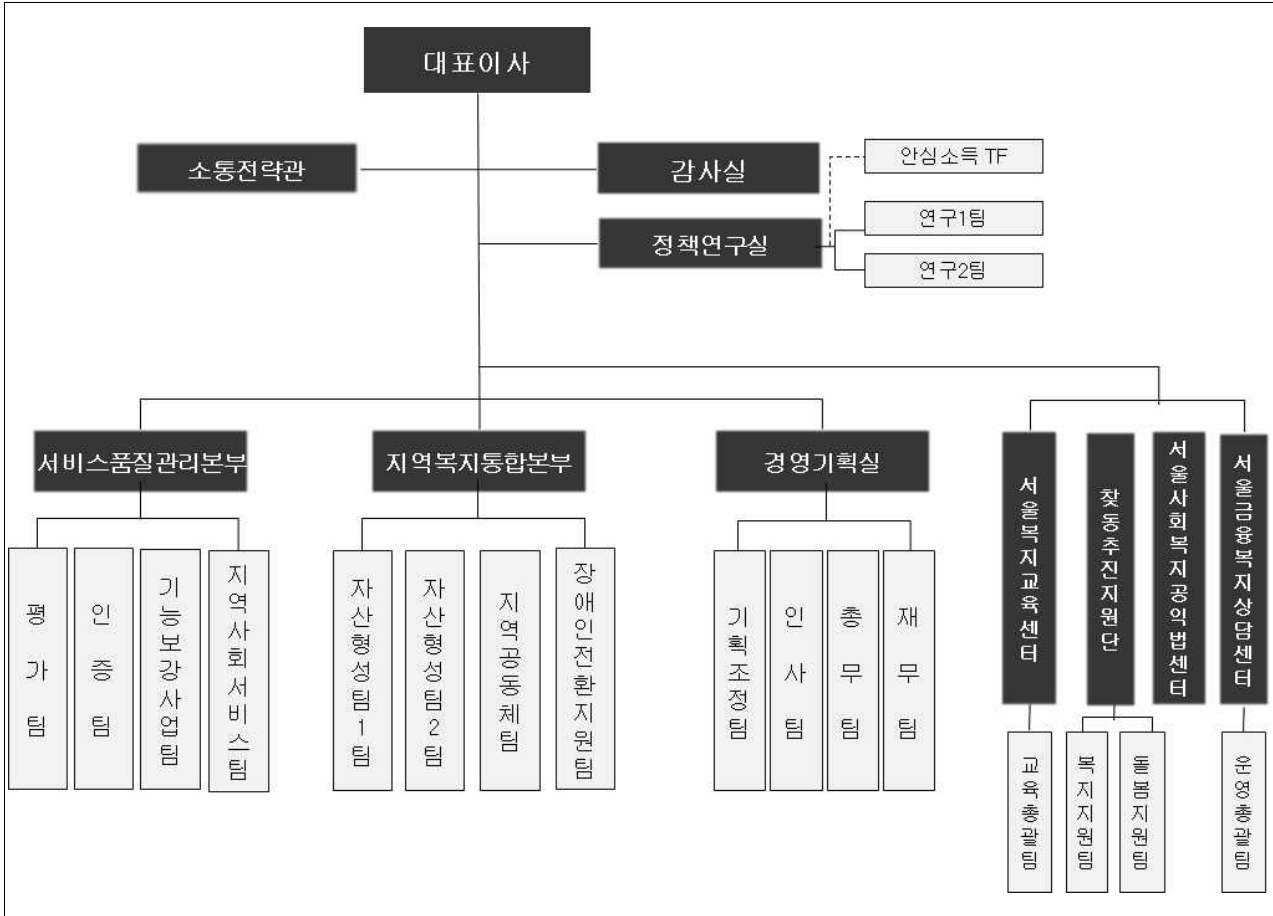 대표이사
소통전략관
감사실
안심소득 TF
정책연구실
연구1팀
연구2팀
서비스품질관리본부
지역복지통합본부
경영기획실
서울복지교육센터
찾동추진지원단
서울사회복지공익법센터
서울금융복지상담센터
평가팀
인증팀
기능보강사업팀
지역사회서비스팀
자산형성팀1팀
자산형성팀2팀
지역공동체팀
장애인전환지원팀
기획조정팀
인사팀
총무팀
재무팀
교육총괄팀
복지지원팀
돌봄지원팀
운영총괄팀